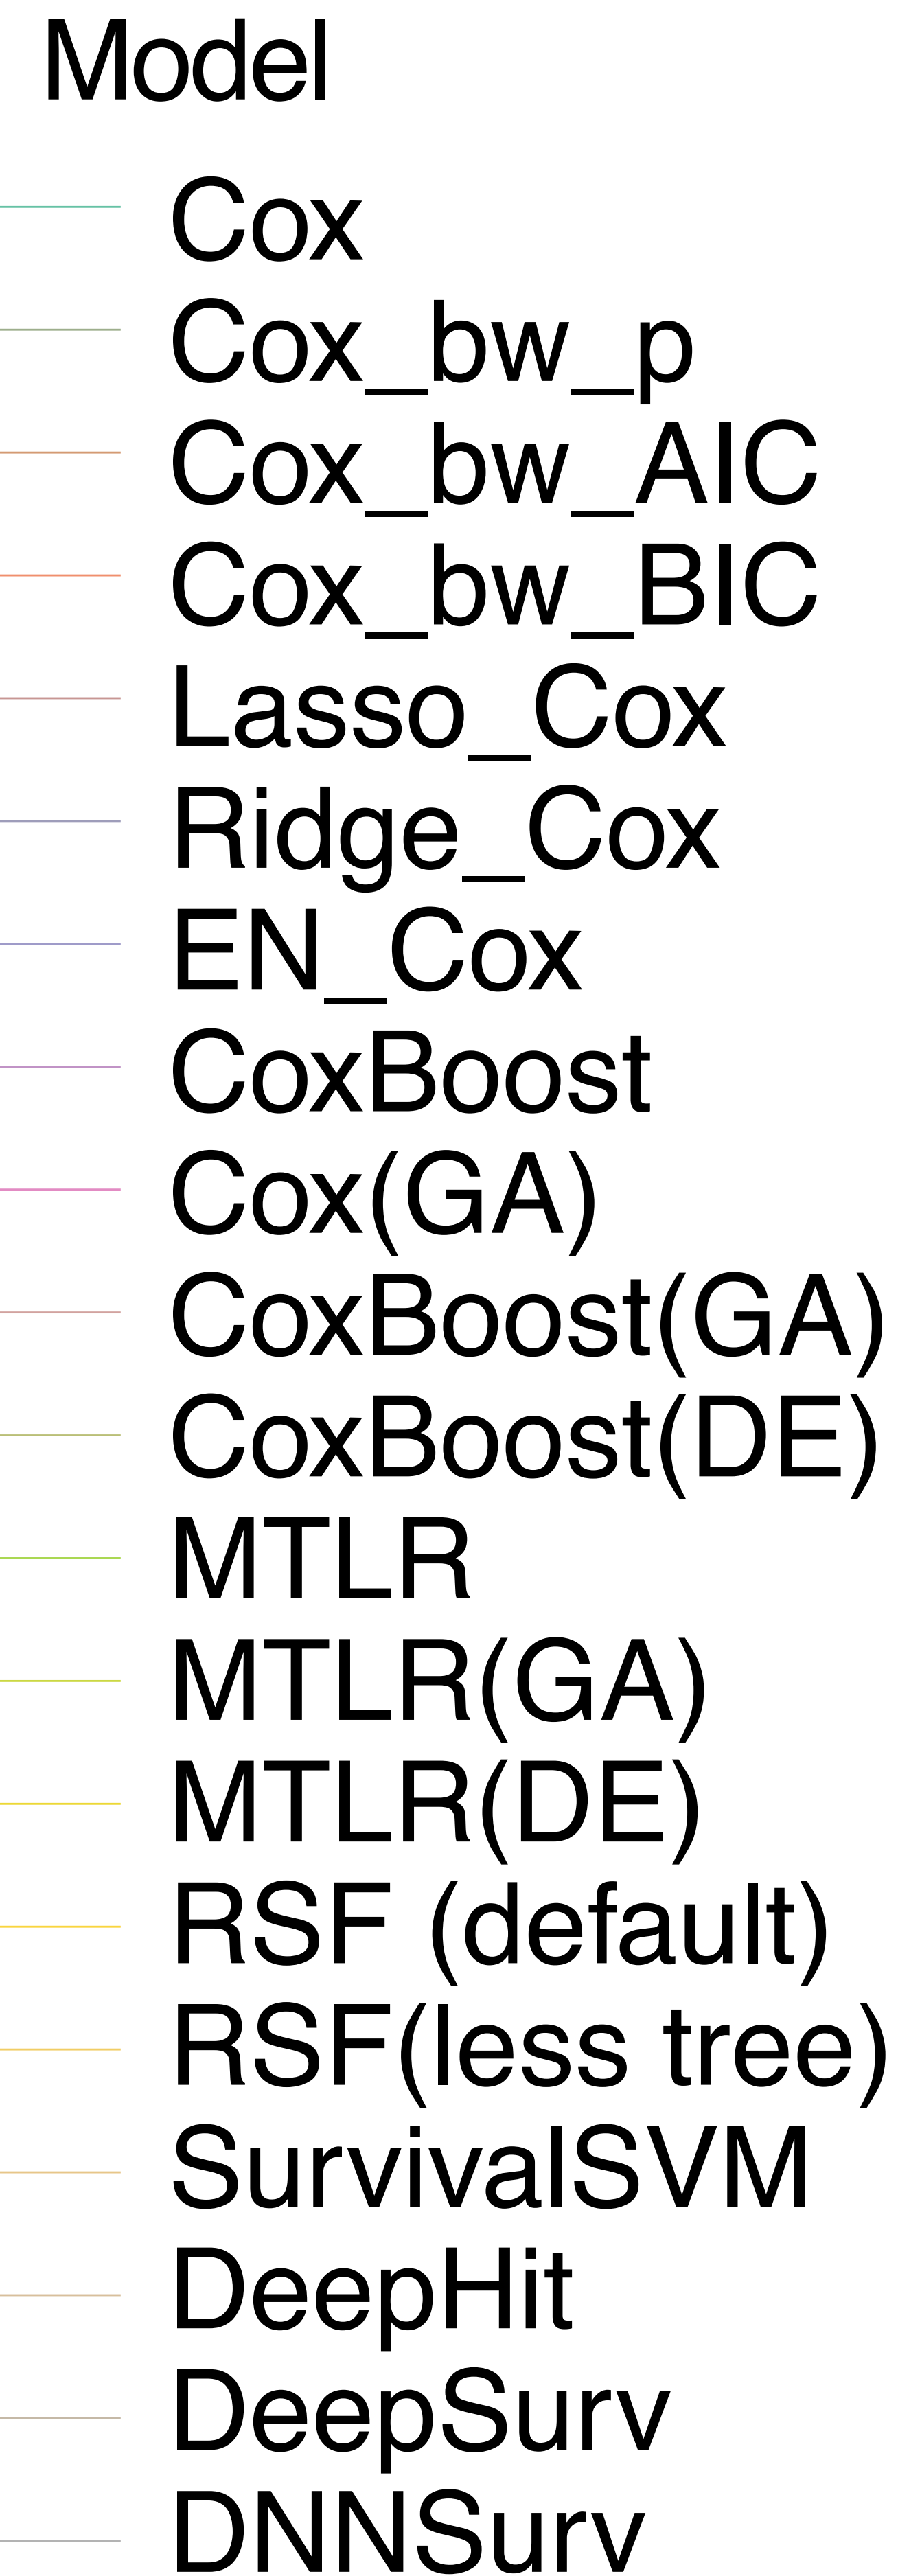 Model
Cox
Cox_bw_p
Cox_bw_AIC
Cox_bw_BIC
Lasso_Cox
Ridge_Cox
EN_Cox
CoxBoost
Cox(GA)
CoxBoost(GA)
CoxBoost(DE)
MTLR
MTLR(GA)
MTLR(DE)
RSF (default)
RSF(less tree)
SurvivalSVM
DeepHit
DeepSurv
DNNSurv